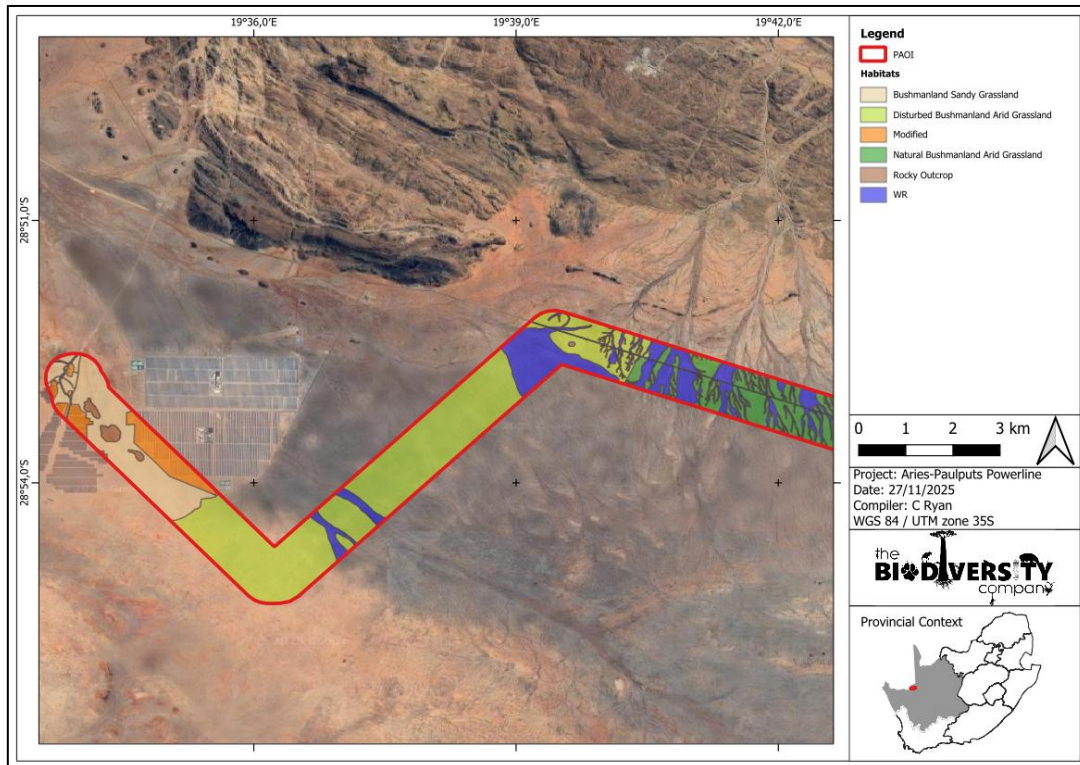 19°36,0'E 19°39,0'E 19°42,0'E
28°51,0'S
28°54,0'S
Legend
PAOI
Habitats
Bushmanland Sandy Grassland
Disturbed Bushmanland Arid Grassland
Modified
Natural Bushmanland Arid Grassland
Rocky Outcrop
WR
0 1 2 3 km
Project: Aries-Paulputs Powerline
Date: 27/11/2025
Compiler: C Ryan
WGS 84 / UTM zone 35S
the
BIODIVERSITY
company
Provincial Context